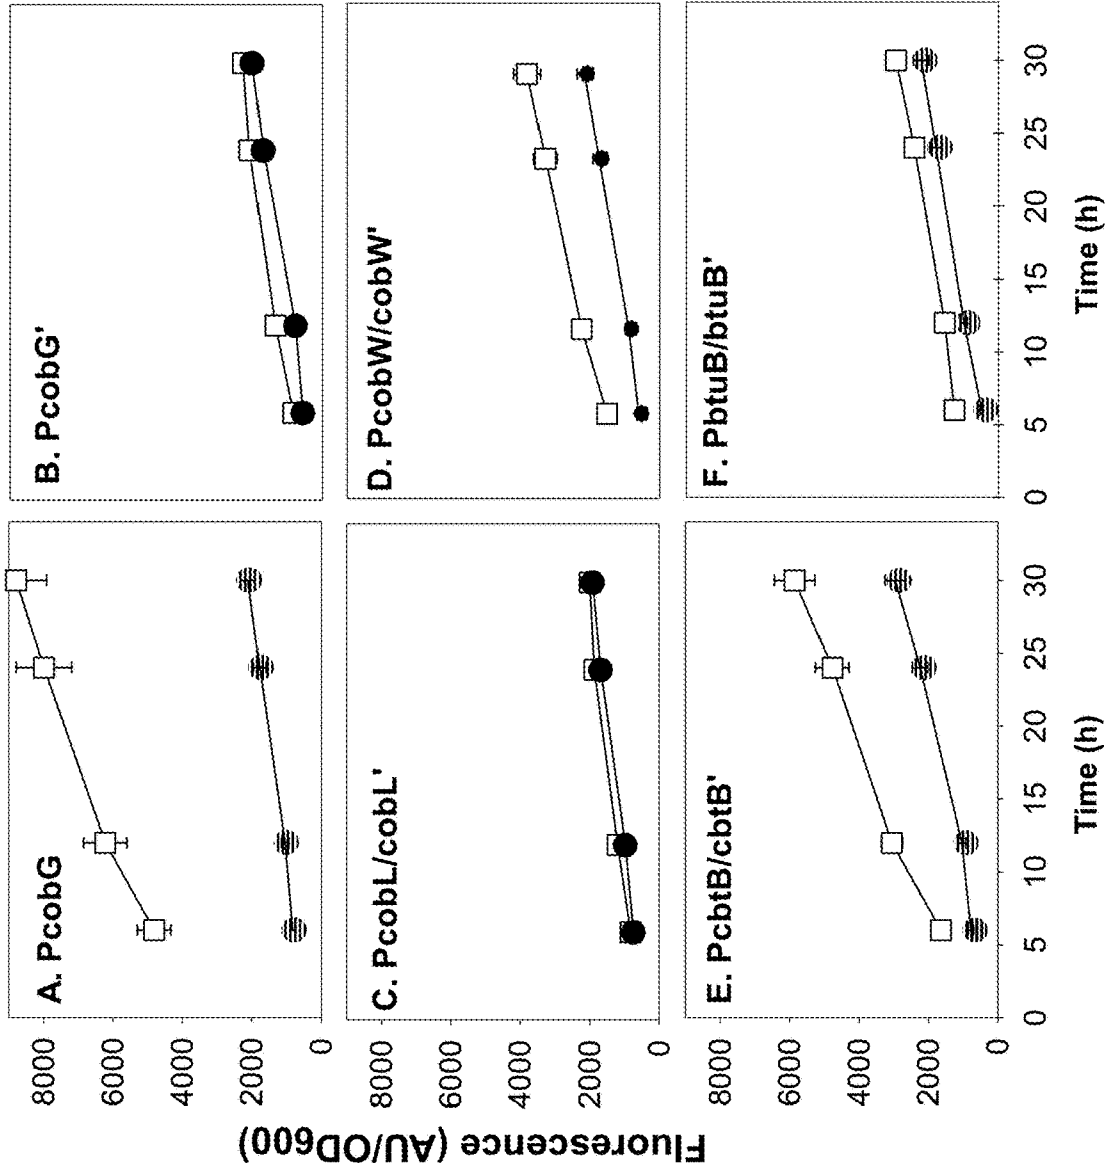 Fluorescence (AU/OD600)
A. PcobG
B. PcobG'
8000
6000
4000
2000
0
C. PcobL/cobL'
D. PcobW/cobW'
8000
6000
4000
2000
0
E. PcbtB/cbtB'
F. PbtuB/btuB'
8000
6000
4000
2000
0
0 5 10 15 20 25 30
0 5 10 15 20 25 30
Time (h)
Time (h)